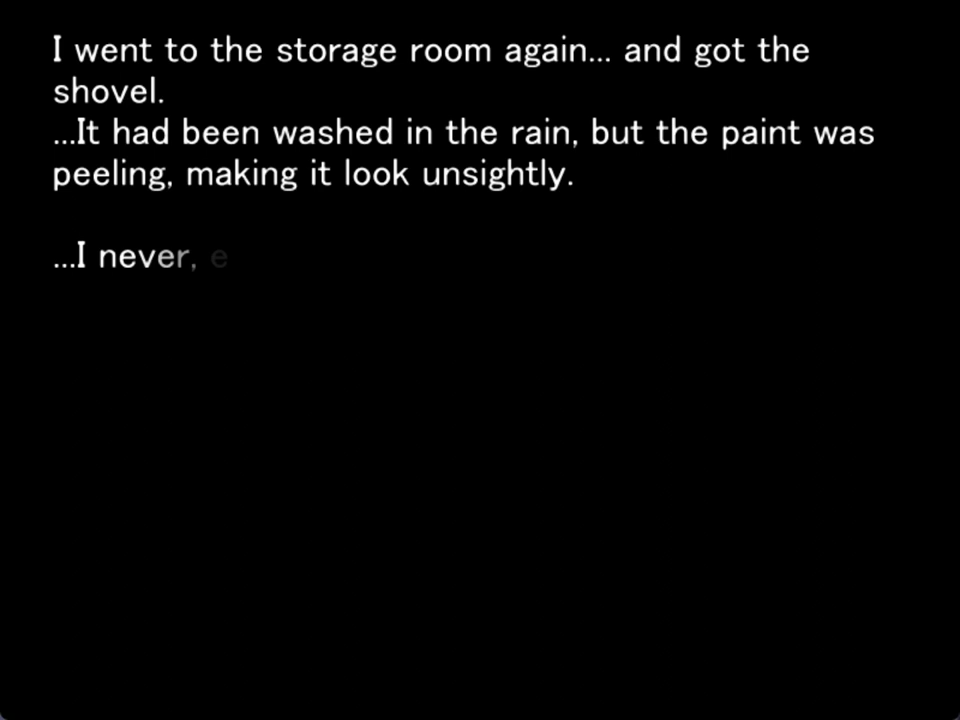 I went to the storage room again... and got the
shovel.
...It had been washed in the rain, but the paint was
peeling, making it look unsightly.
...I never, e